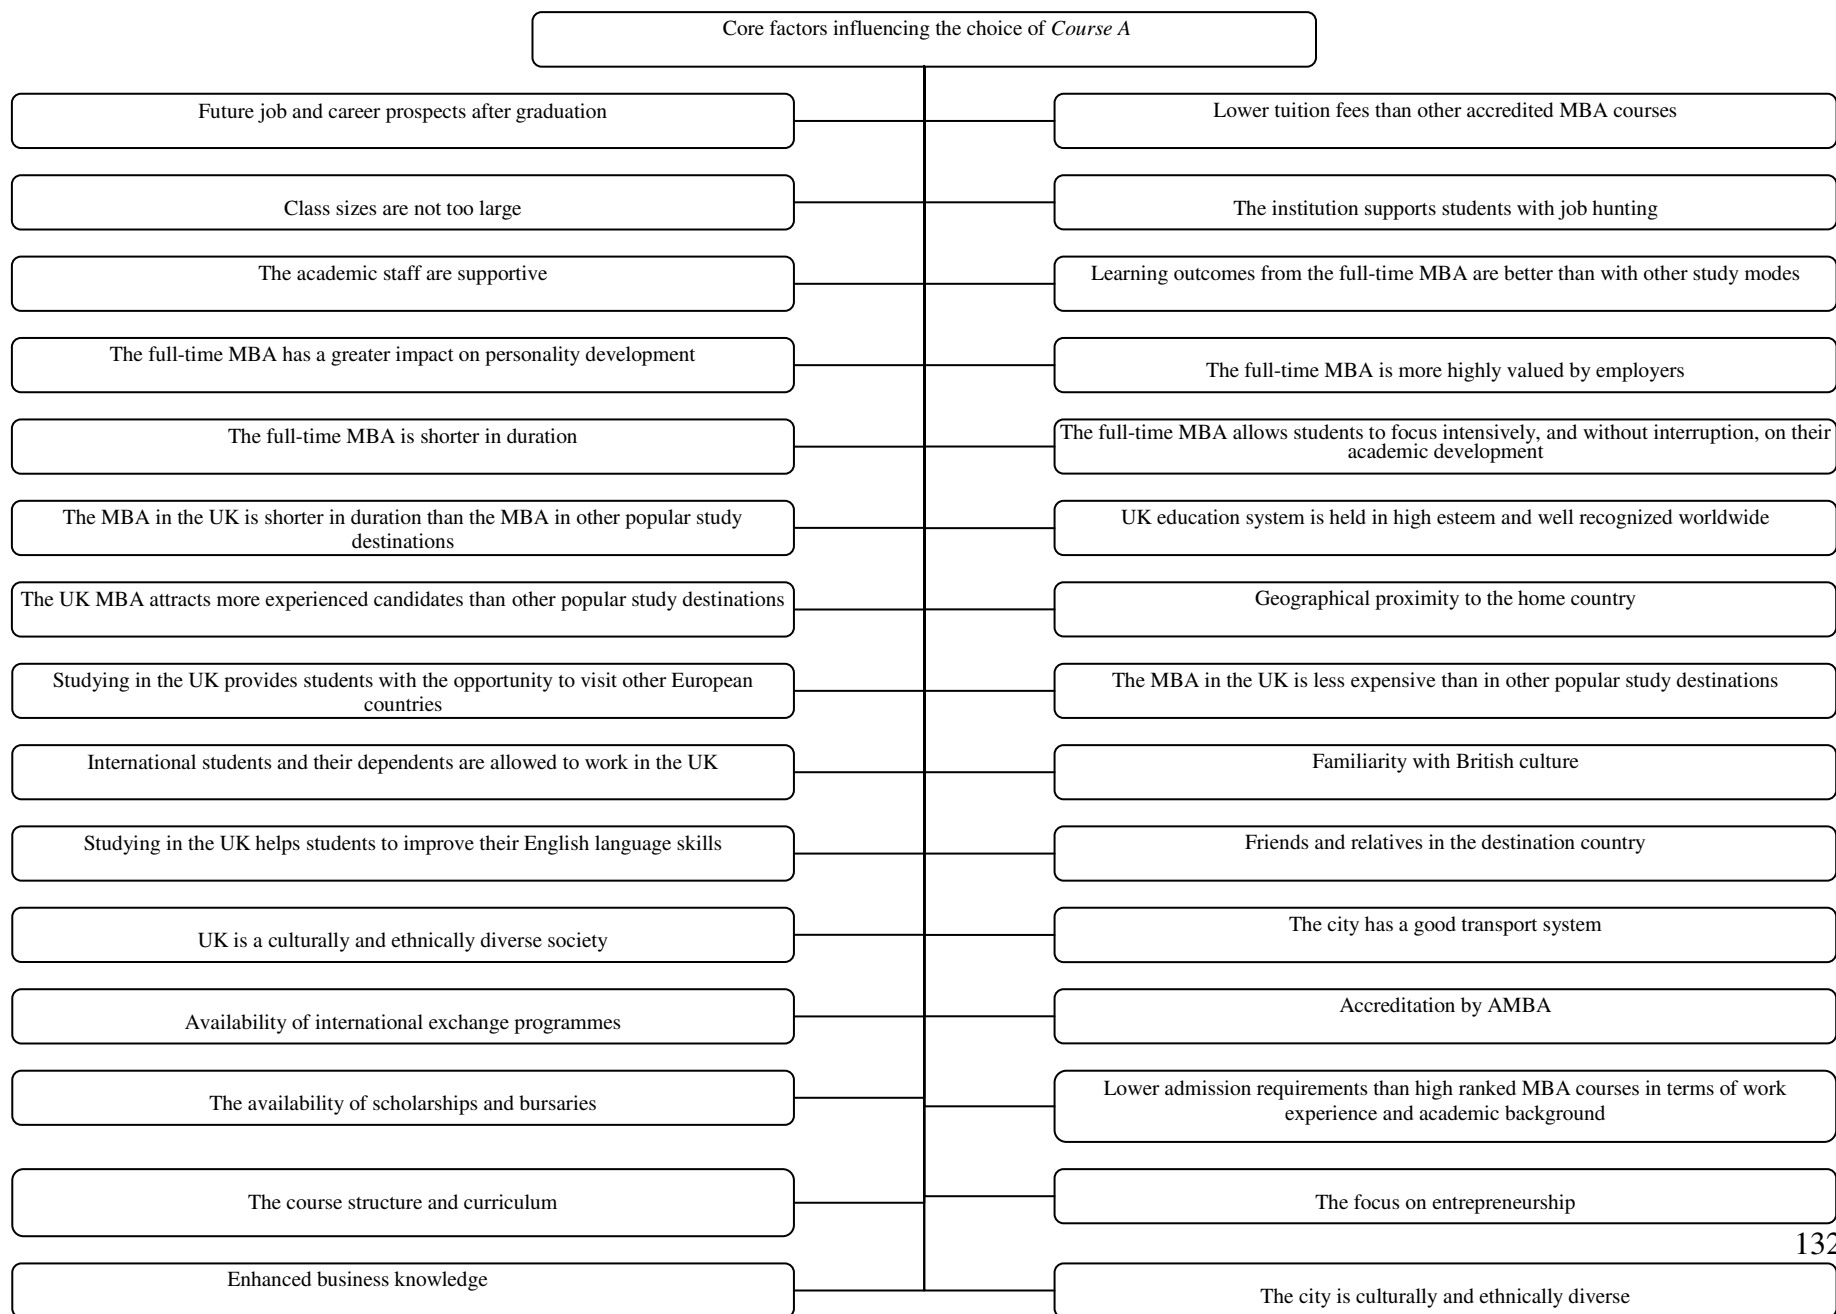 Core factors influencing the choice of Course A
Future job and career prospects after graduation
Lower tuition fees than other accredited MBA courses
Class sizes are not too large
The institution supports students with job hunting
The academic staff are supportive
Learning outcomes from the full-time MBA are better than with other study modes
The full-time MBA has a greater impact on personality development
The full-time MBA is more highly valued by employers
The full-time MBA is shorter in duration
The full-time MBA allows students to focus intensively, and without interruption, on their
academic development
The MBA in the UK is shorter in duration than the MBA in other popular study
destinations
UK education system is held in high esteem and well recognized worldwide
The UK MBA attracts more experienced candidates than other popular study destinations
Geographical proximity to the home country
Studying in the UK provides students with the opportunity to visit other European
countries
The MBA in the UK is less expensive than in other popular study destinations
International students and their dependents are allowed to work in the UK
Familiarity with British culture
Studying in the UK helps students to improve their English language skills
Friends and relatives in the destination country
UK is a culturally and ethnically diverse society
The city has a good transport system
Availability of international exchange programmes
Accreditation by AMBA
The availability of scholarships and bursaries
Lower admission requirements than high ranked MBA courses in terms of work
experience and academic background
The course structure and curriculum
The focus on entrepreneurship
132
Enhanced business knowledge
The city is culturally and ethnically diverse